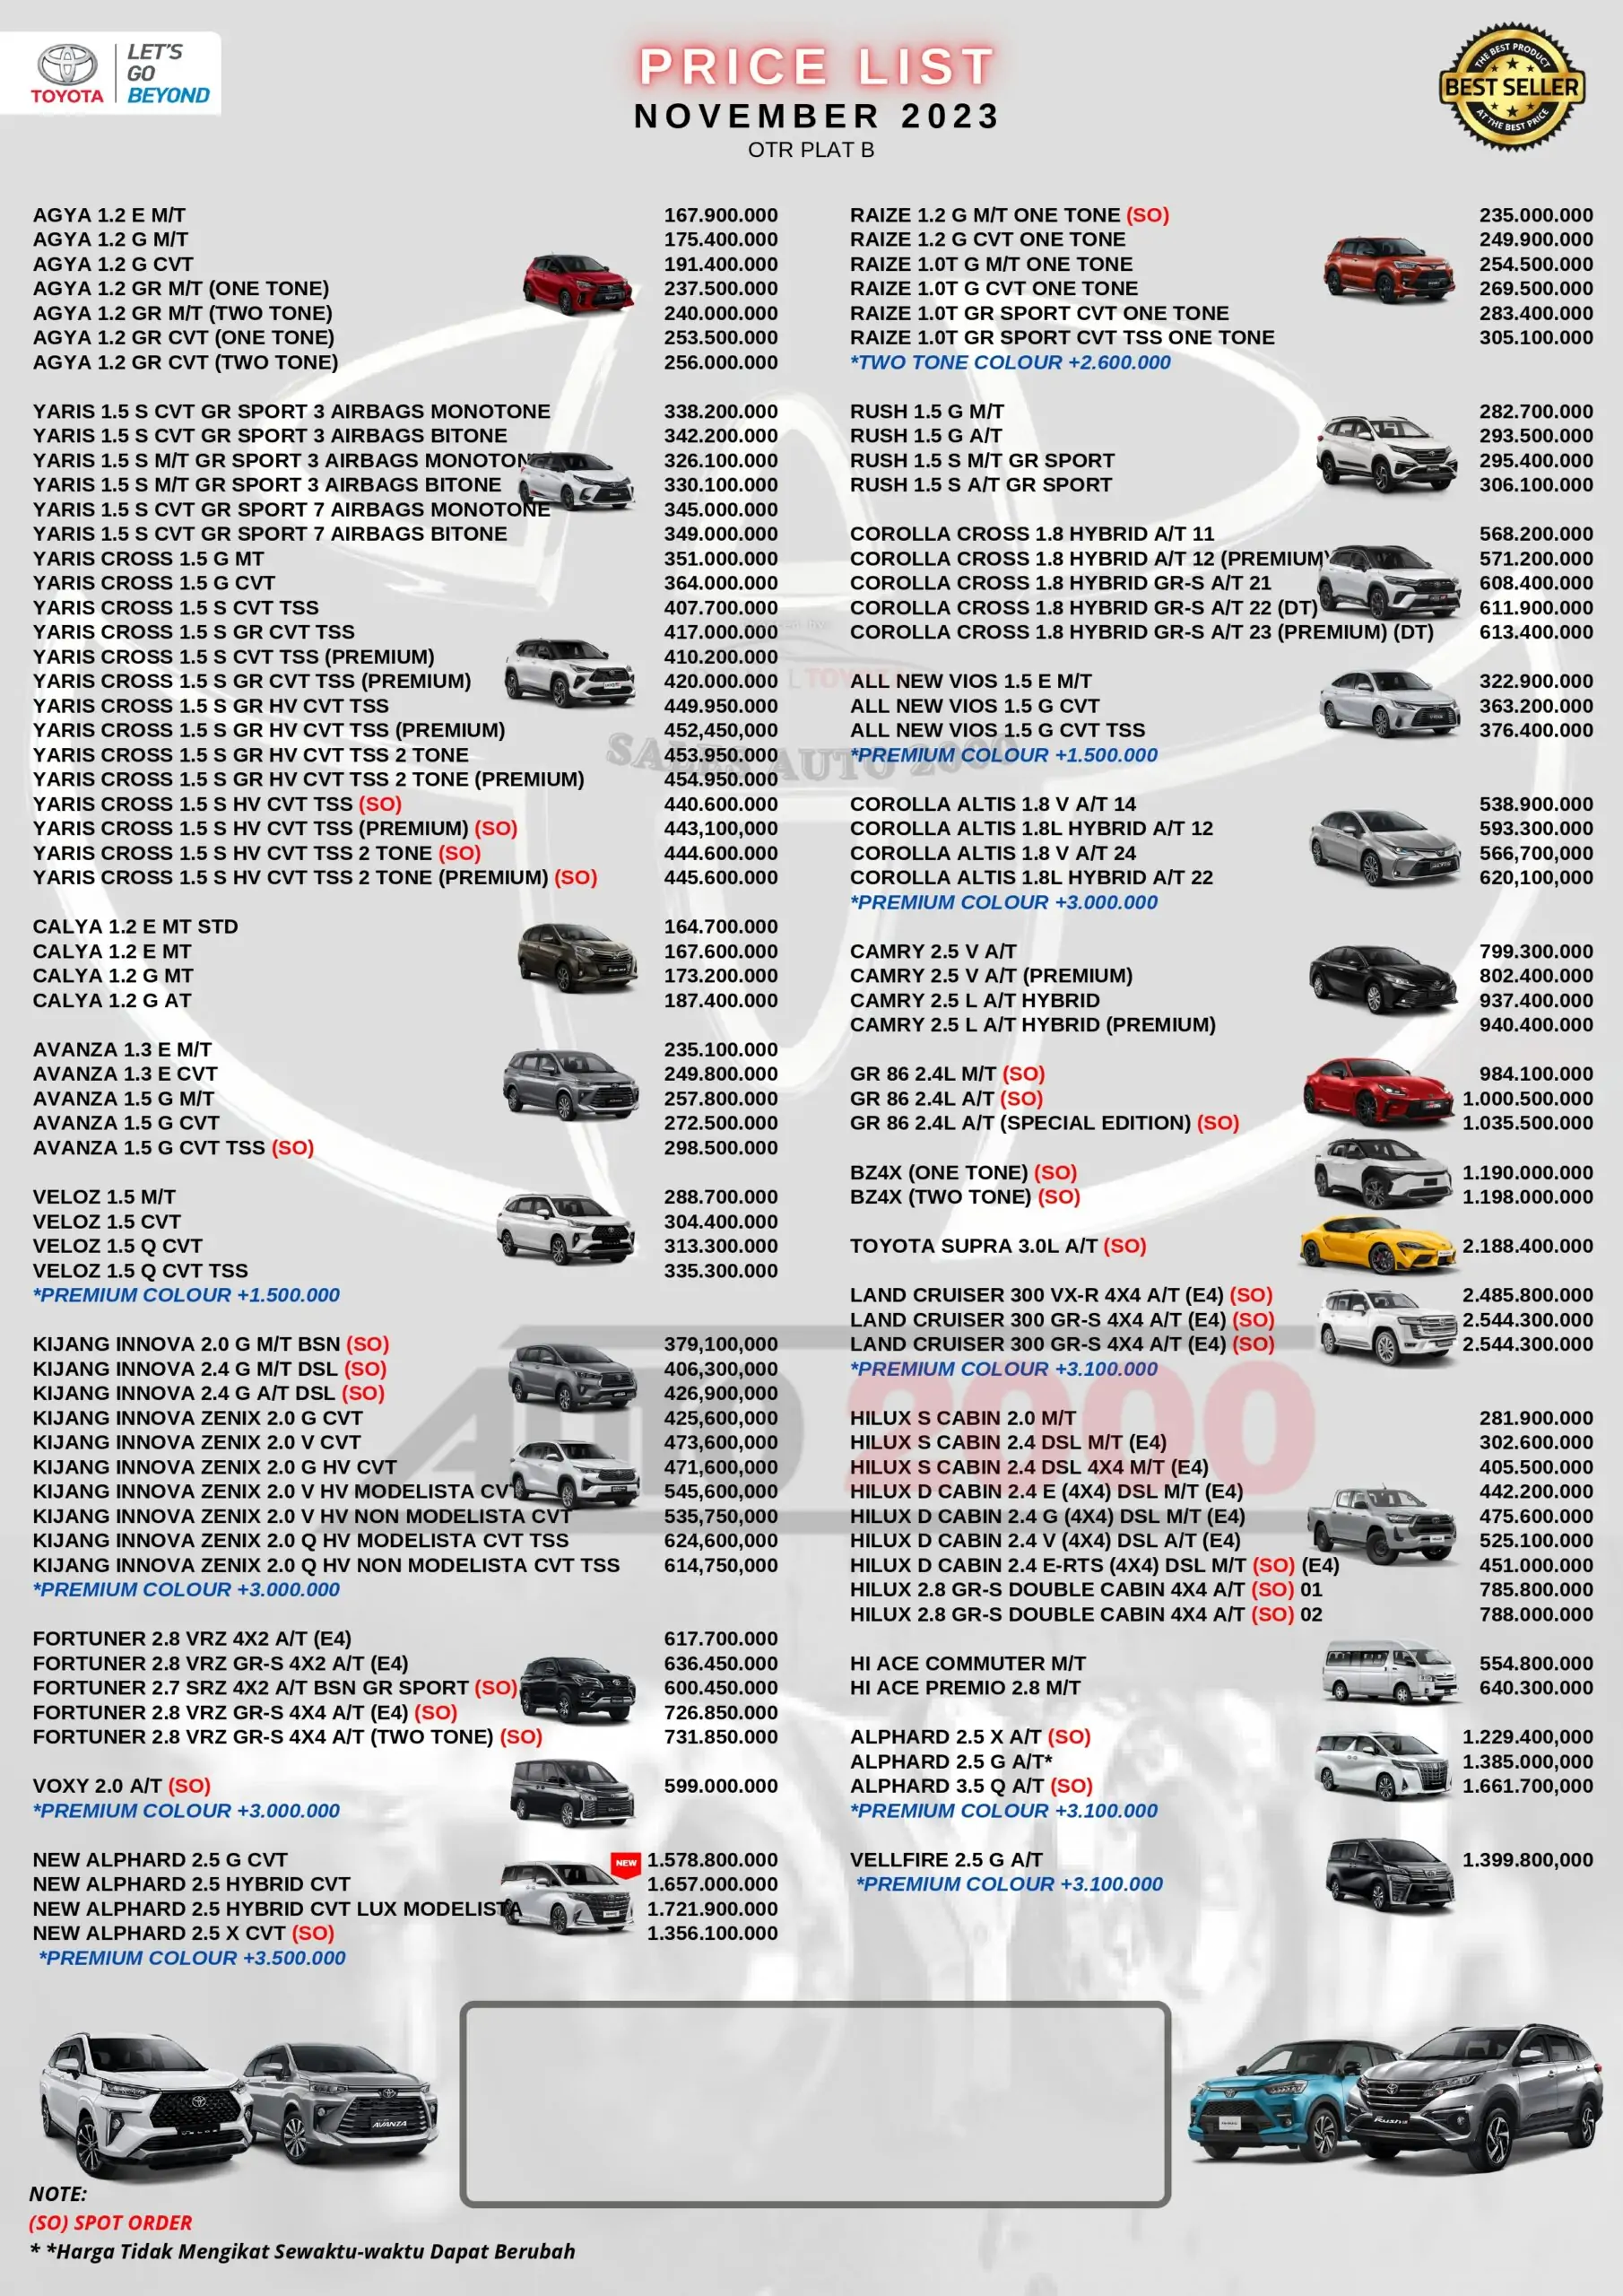 TOYOTA
LET'S
GO
BEYOND
PRICE LIST
NOVEMBER 2023
OTR PLAT B
THE BEST PRODUCT
BEST SELLER
AT THE BEST PRICE
AGYA 1.2 E M/T 167.900.000
AGYA 1.2 G M/T 175.400.000
AGYA 1.2 G CVT 191.400.000
AGYA 1.2 GR M/T (ONE TONE) 237.500.000
AGYA 1.2 GR M/T (TWO TONE) 240.000.000
AGYA 1.2 GR CVT (ONE TONE) 253.500.000
AGYA 1.2 GR CVT (TWO TONE) 256.000.000
YARIS 1.5 S CVT GR SPORT 3 AIRBAGS MONOTONE 338.200.000
YARIS 1.5 S CVT GR SPORT 3 AIRBAGS BITONE 342.200.000
YARIS 1.5 S M/T GR SPORT 3 AIRBAGS MONOTON 326.100.000
YARIS 1.5 S M/T GR SPORT 3 AIRBAGS BITONE 330.100.000
YARIS 1.5 S CVT GR SPORT 7 AIRBAGS MONOTONE 345.000.000
YARIS 1.5 S CVT GR SPORT 7 AIRBAGS BITONE 349.000.000
YARIS CROSS 1.5 G MT 351.000.000
YARIS CROSS 1.5 G CVT 364.000.000
YARIS CROSS 1.5 S CVT TSS 407.700.000
YARIS CROSS 1.5 S GR CVT TSS 417.000.000
YARIS CROSS 1.5 S CVT TSS (PREMIUM) 410.200.000
YARIS CROSS 1.5 S GR CVT TSS (PREMIUM) 420.000.000
YARIS CROSS 1.5 S GR HV CVT TSS 449.950.000
YARIS CROSS 1.5 S GR HV CVT TSS (PREMIUM) 452,450,000
YARIS CROSS 1.5 S GR HV CVT TSS 2 TONE 453.950.000
YARIS CROSS 1.5 S GR HV CVT TSS 2 TONE (PREMIUM) 454.950.000
YARIS CROSS 1.5 S HV CVT TSS (SO) 440.600.000
YARIS CROSS 1.5 S HV CVT TSS (PREMIUM) (SO) 443,100,000
YARIS CROSS 1.5 S HV CVT TSS 2 TONE (SO) 444.600.000
YARIS CROSS 1.5 S HV CVT TSS 2 TONE (PREMIUM) (SO) 445.600.000
CALYA 1.2 E MT STD 164.700.000
CALYA 1.2 E MT 167.600.000
CALYA 1.2 G MT 173.200.000
CALYA 1.2 G AT 187.400.000
AVANZA 1.3 E M/T 235.100.000
AVANZA 1.3 E CVT 249.800.000
AVANZA 1.5 G M/T 257.800.000
AVANZA 1.5 G CVT 272.500.000
AVANZA 1.5 G CVT TSS (SO) 298.500.000
VELOZ 1.5 M/T 288.700.000
VELOZ 1.5 CVT 304.400.000
VELOZ 1.5 Q CVT 313.300.000
VELOZ 1.5 Q CVT TSS 335.300.000
*PREMIUM COLOUR +1.500.000
KIJANG INNOVA 2.0 G M/T BSN (SO) 379,100,000
KIJANG INNOVA 2.4 G M/T DSL (SO) 406,300,000
KIJANG INNOVA 2.4 G A/T DSL (SO) 426,900,000
KIJANG INNOVA ZENIX 2.0 G CVT 425,600,000
KIJANG INNOVA ZENIX 2.0 V CVT 473,600,000
KIJANG INNOVA ZENIX 2.0 G HV CVT 471,600,000
KIJANG INNOVA ZENIX 2.0 V HV MODELISTA CVT 545,600,000
KIJANG INNOVA ZENIX 2.0 V HV NON MODELISTA CVT 535,750,000
KIJANG INNOVA ZENIX 2.0 Q HV MODELISTA CVT TSS 624,600,000
KIJANG INNOVA ZENIX 2.0 Q HV NON MODELISTA CVT TSS 614,750,000
*PREMIUM COLOUR +3.000.000
FORTUNER 2.8 VRZ 4X2 A/T (E4) 617.700.000
FORTUNER 2.8 VRZ GR-S 4X2 A/T (E4) 636.450.000
FORTUNER 2.7 SRZ 4X2 A/T BSN GR SPORT (SO) 600.450.000
FORTUNER 2.8 VRZ GR-S 4X4 A/T (E4) (SO) 726.850.000
FORTUNER 2.8 VRZ GR-S 4X4 A/T (TWO TONE) (SO) 731.850.000
VOXY 2.0 A/T (SO) 599.000.000
*PREMIUM COLOUR +3.000.000
NEW
NEW ALPHARD 2.5 G CVT 1.578.800.000
NEW ALPHARD 2.5 HYBRID CVT 1.657.000.000
NEW ALPHARD 2.5 HYBRID CVT LUX MODELISTA 1.721.900.000
NEW ALPHARD 2.5 X CVT (SO) 1.356.100.000
*PREMIUM COLOUR +3.500.000
RAIZE 1.2 G M/T ONE TONE (SO) 235.000.000
RAIZE 1.2 G CVT ONE TONE 249.900.000
RAIZE 1.0T G M/T ONE TONE 254.500.000
RAIZE 1.0T G CVT ONE TONE 269.500.000
RAIZE 1.0T GR SPORT CVT ONE TONE 283.400.000
RAIZE 1.0T GR SPORT CVT TSS ONE TONE 305.100.000
*TWO TONE COLOUR +2.600.000
RUSH 1.5 G M/T 282.700.000
RUSH 1.5 G A/T 293.500.000
RUSH 1.5 S M/T GR SPORT 295.400.000
RUSH 1.5 S A/T GR SPORT 306.100.000
COROLLA CROSS 1.8 HYBRID A/T 11 568.200.000
COROLLA CROSS 1.8 HYBRID A/T 12 (PREMIUM) 571.200.000
COROLLA CROSS 1.8 HYBRID GR-S A/T 21 608.400.000
COROLLA CROSS 1.8 HYBRID GR-S A/T 22 (DT) 611.900.000
COROLLA CROSS 1.8 HYBRID GR-S A/T 23 (PREMIUM) (DT) 613.400.000
ALL NEW VIOS 1.5 E M/T 322.900.000
ALL NEW VIOS 1.5 G CVT 363.200.000
ALL NEW VIOS 1.5 G CVT TSS 376.400.000
*PREMIUM COLOUR +1.500.000
COROLLA ALTIS 1.8 V A/T 14 538.900.000
COROLLA ALTIS 1.8L HYBRID A/T 12 593.300.000
COROLLA ALTIS 1.8 V A/T 24 566,700,000
COROLLA ALTIS 1.8L HYBRID A/T 22 620,100,000
*PREMIUM COLOUR +3.000.000
CAMRY 2.5 V A/T 799.300.000
CAMRY 2.5 V A/T (PREMIUM) 802.400.000
CAMRY 2.5 L A/T HYBRID 937.400.000
CAMRY 2.5 L A/T HYBRID (PREMIUM) 940.400.000
GR 86 2.4L M/T (SO) 984.100.000
GR 86 2.4L A/T (SO) 1.000.500.000
GR 86 2.4L A/T (SPECIAL EDITION) (SO) 1.035.500.000
BZ4X (ONE TONE) (SO) 1.190.000.000
BZ4X (TWO TONE) (SO) 1.198.000.000
TOYOTA SUPRA 3.0L A/T (SO) 2.188.400.000
LAND CRUISER 300 VX-R 4X4 A/T (E4) (SO) 2.485.800.000
LAND CRUISER 300 GR-S 4X4 A/T (E4) (SO) 2.544.300.000
LAND CRUISER 300 GR-S 4X4 A/T (E4) (SO) 2.544.300.000
*PREMIUM COLOUR +3.100.000
HILUX S CABIN 2.0 M/T 281.900.000
HILUX S CABIN 2.4 DSL M/T (E4) 302.600.000
HILUX S CABIN 2.4 DSL 4X4 M/T (E4) 405.500.000
HILUX D CABIN 2.4 E (4X4) DSL M/T (E4) 442.200.000
HILUX D CABIN 2.4 G (4X4) DSL M/T (E4) 475.600.000
HILUX D CABIN 2.4 V (4X4) DSL A/T (E4) 525.100.000
HILUX D CABIN 2.4 E-RTS (4X4) DSL M/T (SO) (E4) 451.000.000
HILUX 2.8 GR-S DOUBLE CABIN 4X4 A/T (SO) 01 785.800.000
HILUX 2.8 GR-S DOUBLE CABIN 4X4 A/T (SO) 02 788.000.000
HI ACE COMMUTER M/T 554.800.000
HI ACE PREMIO 2.8 M/T 640.300.000
ALPHARD 2.5 X A/T (SO) 1.229.400,000
ALPHARD 2.5 G A/T* 1.385.000,000
ALPHARD 3.5 Q A/T (SO) 1.661.700,000
*PREMIUM COLOUR +3.100.000
VELLFIRE 2.5 G A/T 1.399.800,000
*PREMIUM COLOUR +3.100.000
SALES AUTO 2000
AUTO 2000
TOYOTA
AVANZA
Rush
NOTE:
(SO) SPOT ORDER
* *Harga Tidak Mengikat Sewaktu-waktu Dapat Berubah